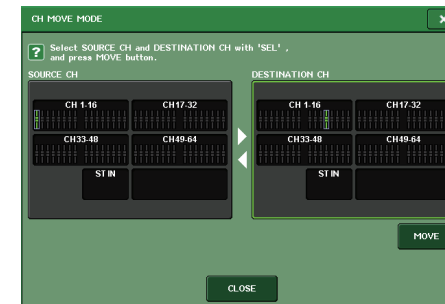 CH MOVE MODE
×
? Select SOURCE CH and DESTINATION CH with 'SEL' ,
and press MOVE button.
SOURCE CH
DESTINATION CH
CH 1-16
CH17-32
CH33-48
CH49-64
ST IN
CH 1-16
CH17-32
CH33-48
CH49-64
ST IN
MOVE
CLOSE